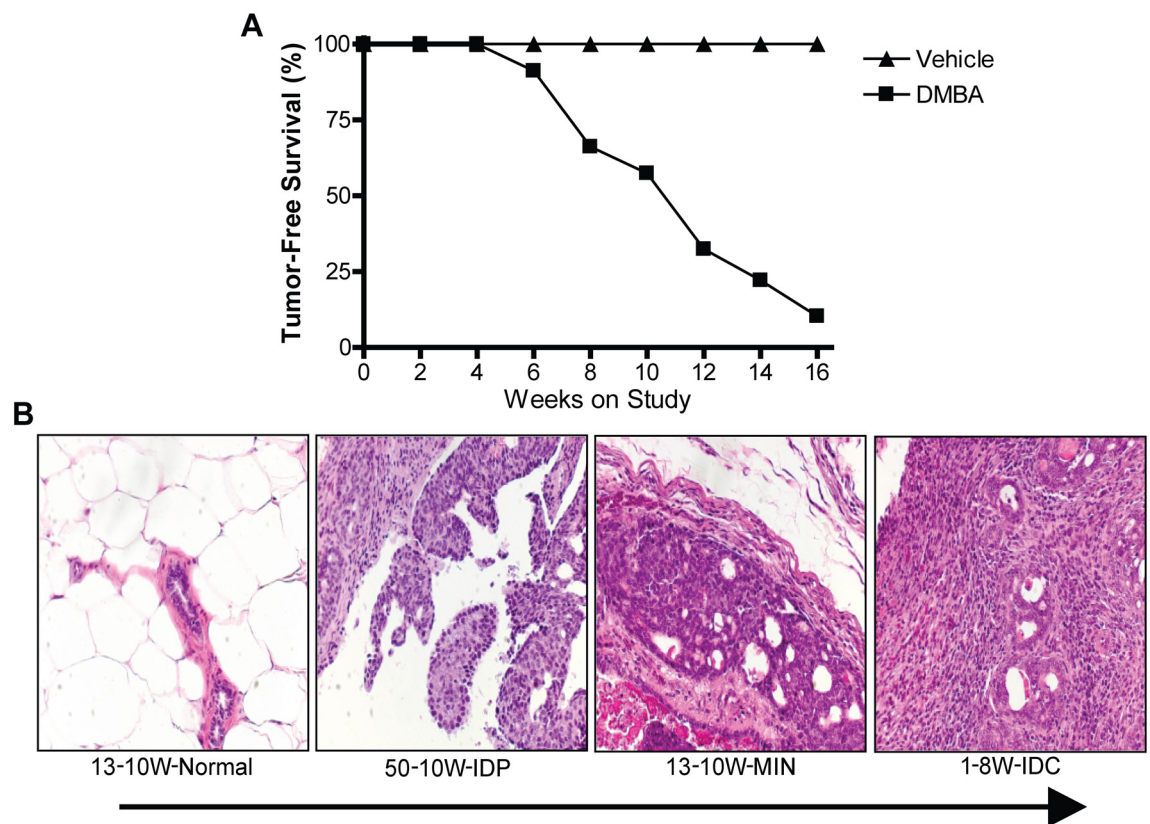 A
Tumor-Free Survival (%)
100
75
50
25
0
0 2 4 6 8 10 12 14 16
Weeks on Study
Vehicle
DMBA
B
13-10W-Normal 50-10W-IDP 13-10W-MIN 1-8W-IDC